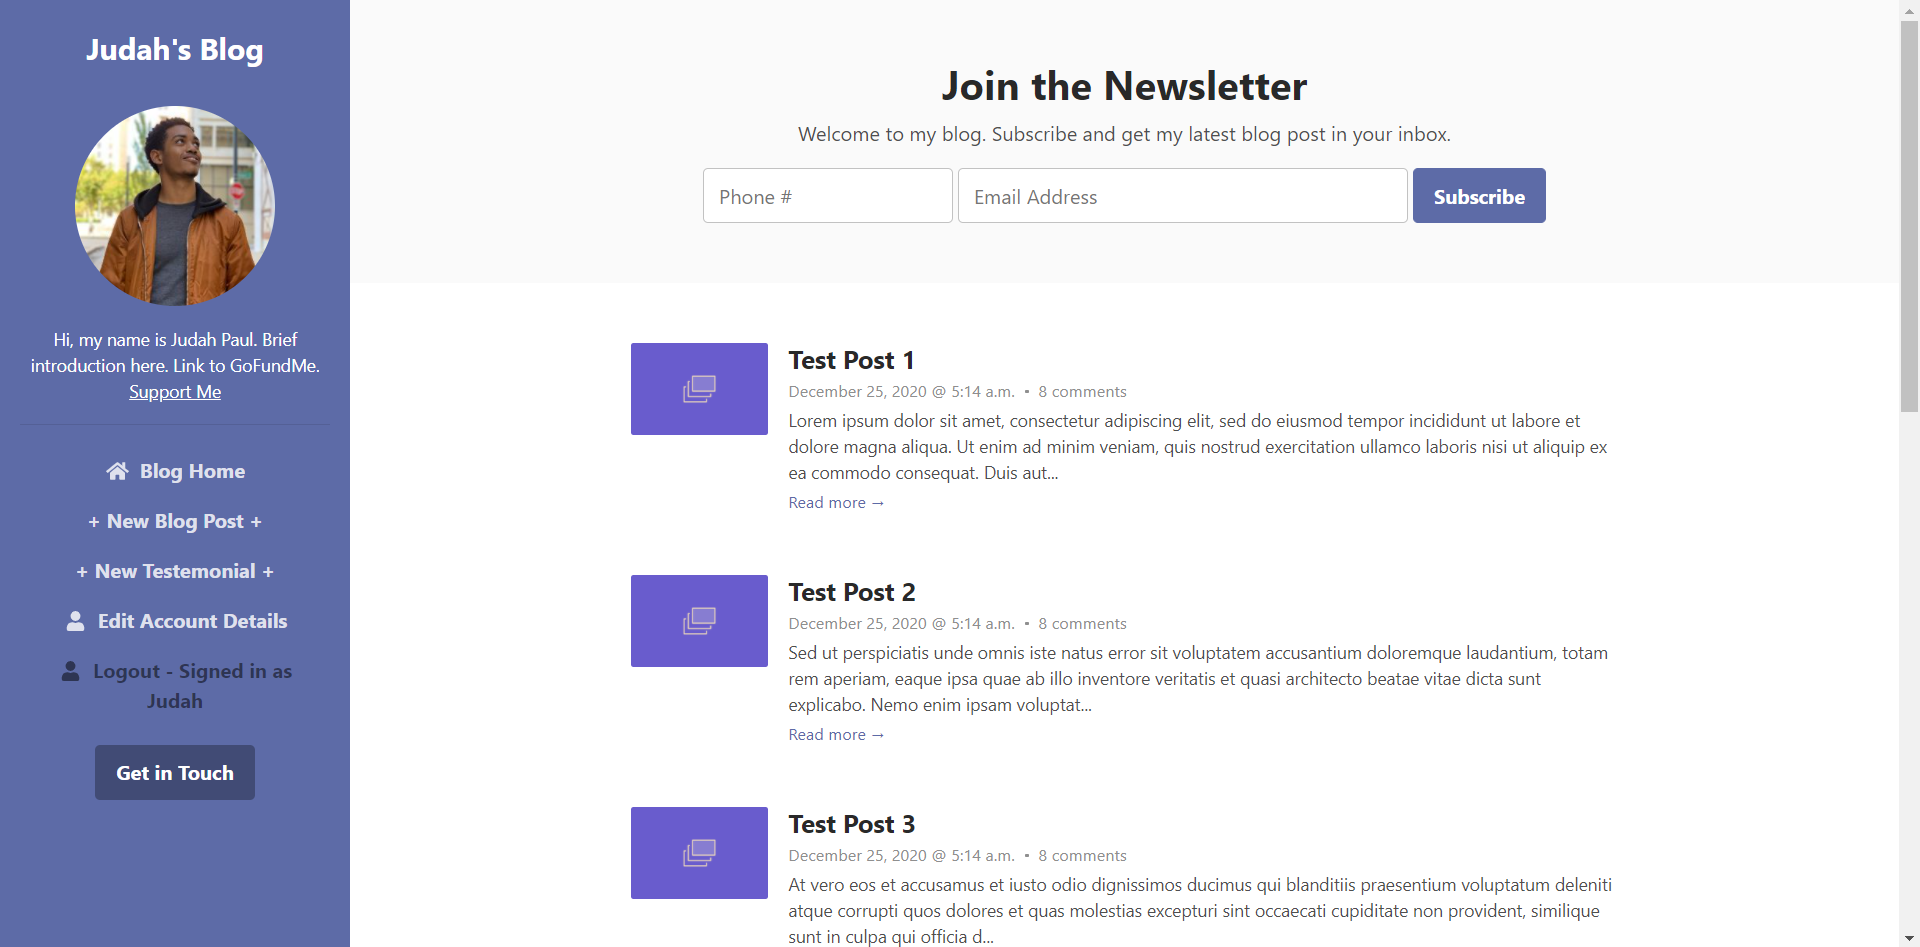 Judah's Blog
Hi, my name is Judah Paul. Brief
introduction here. Link to GoFundMe.
Support Me
Blog Home
+ New Blog Post +
+ New Testemonial +
Edit Account Details
Logout - Signed in as
Judah
Get in Touch
Join the Newsletter
Welcome to my blog. Subscribe and get my latest blog post in your inbox.
Phone # Email Address Subscribe
Test Post 1
December 25, 2020 @ 5:14 a.m. • 8 comments
Lorem ipsum dolor sit amet, consectetur adipiscing elit, sed do eiusmod tempor incididunt ut labore et
dolore magna aliqua. Ut enim ad minim veniam, quis nostrud exercitation ullamco laboris nisi ut aliquip ex
ea commodo consequat. Duis aut...
Read more →
Test Post 2
December 25, 2020 @ 5:14 a.m. • 8 comments
Sed ut perspiciatis unde omnis iste natus error sit voluptatem accusantium doloremque laudantium, totam
rem aperiam, eaque ipsa quae ab illo inventore veritatis et quasi architecto beatae vitae dicta sunt
explicabo. Nemo enim ipsam voluptat...
Read more →
Test Post 3
December 25, 2020 @ 5:14 a.m. • 8 comments
At vero eos et accusamus et iusto odio dignissimos ducimus qui blanditiis praesentium voluptatum deleniti
atque corrupti quos dolores et quas molestias excepturi sint occaecati cupiditate non provident, similique
sunt in culpa qui officia d...